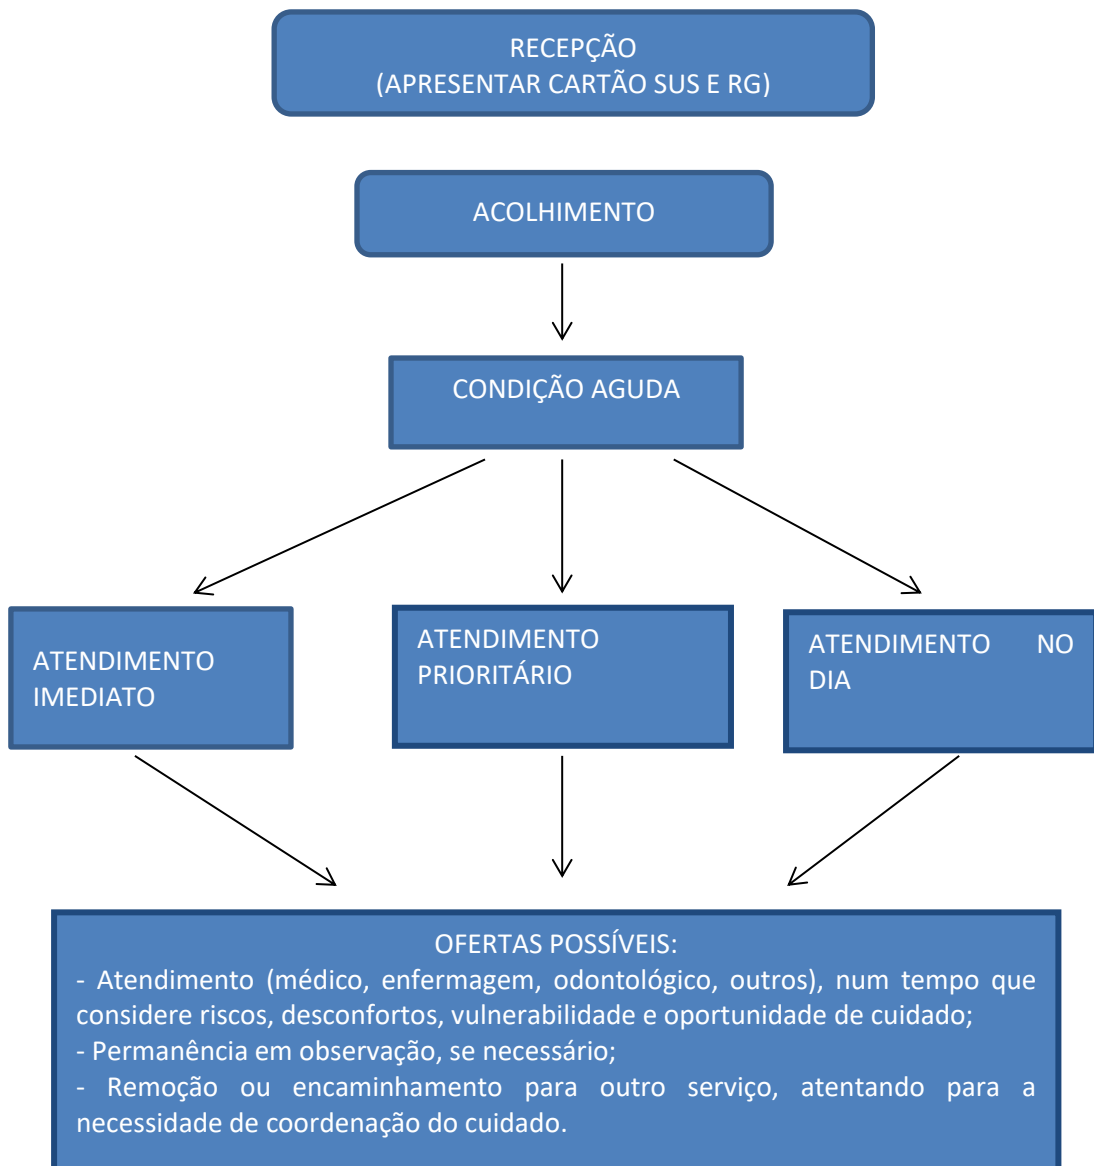 RECEPÇÃO
(APRESENTAR CARTÃO SUS E RG)
ACOLHIMENTO
CONDIÇÃO AGUDA
ATENDIMENTO
IMEDIATO
ATENDIMENTO
PRIORITÁRIO
ATENDIMENTO NO
DIA
OFERTAS POSSÍVEIS:
- Atendimento (médico, enfermagem, odontológico, outros), num tempo que
considere riscos, desconfortos, vulnerabilidade e oportunidade de cuidado;
- Permanência em observação, se necessário;
- Remoção ou encaminhamento para outro serviço, atentando para a
necessidade de coordenação do cuidado.